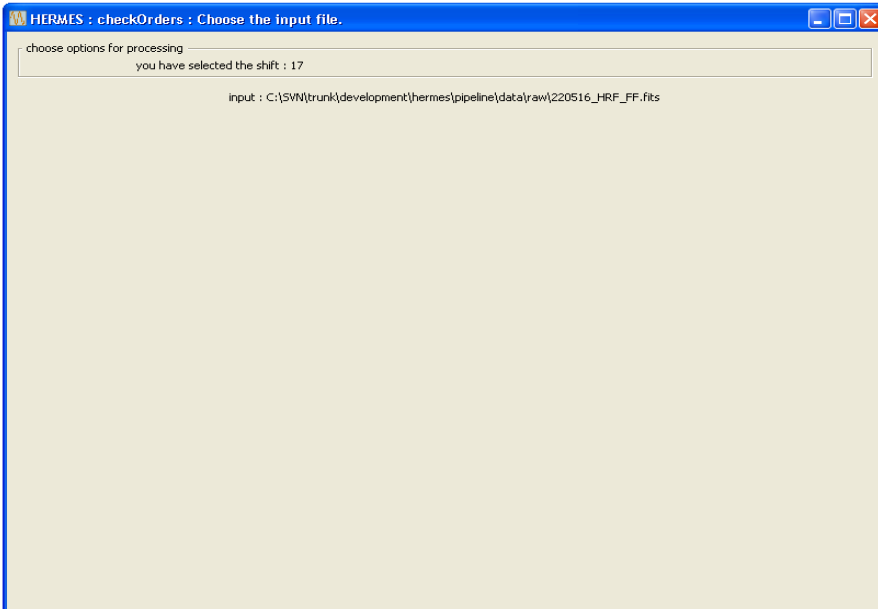 HERMES : checkOrders : Choose the input file.
choose options for processing
you have selected the shift : 17
input : C:\SVN\trunk\development\hermes\pipeline\data\raw\220516_HRF_FF.fits